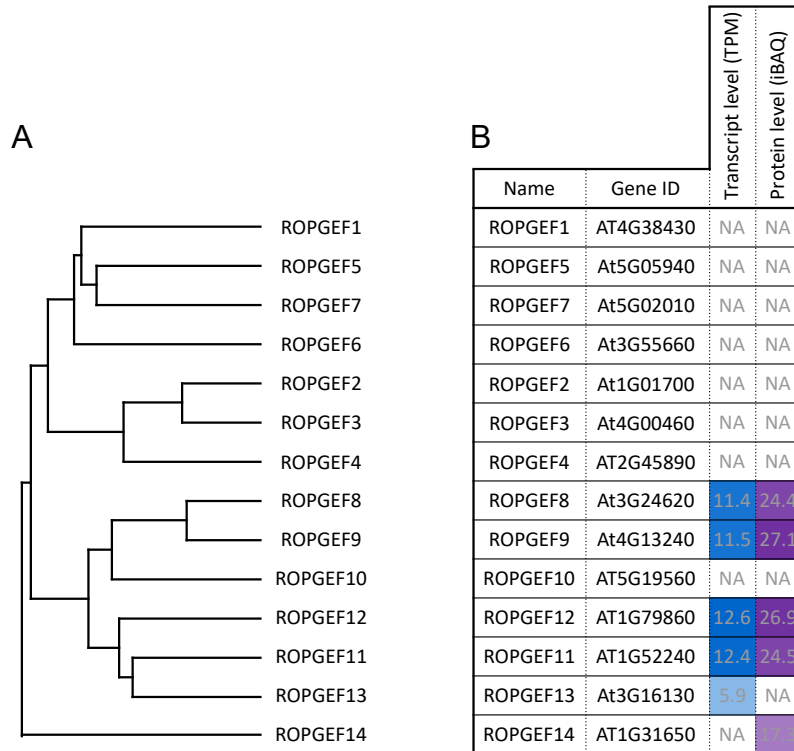 A
ROPGEF1
ROPGEF5
ROPGEF7
ROPGEF6
ROPGEF2
ROPGEF3
ROPGEF4
ROPGEF8
ROPGEF9
ROPGEF10
ROPGEF12
ROPGEF11
ROPGEF13
ROPGEF14
B
Name Gene ID Transcript level (TPM) Protein level (iBAQ)
ROPGEF1 AT4G38430 NA NA
ROPGEF5 At5G05940 NA NA
ROPGEF7 At5G02010 NA NA
ROPGEF6 At3G55660 NA NA
ROPGEF2 At1G01700 NA NA
ROPGEF3 At4G00460 NA NA
ROPGEF4 AT2G45890 NA NA
ROPGEF8 At3G24620 11.4 24.4
ROPGEF9 At4G13240 11.5 27.1
ROPGEF10 AT5G19560 NA NA
ROPGEF12 AT1G79860 12.6 26.9
ROPGEF11 AT1G52240 12.4 24.5
ROPGEF13 At3G16130 5.9 NA
ROPGEF14 AT1G31650 NA